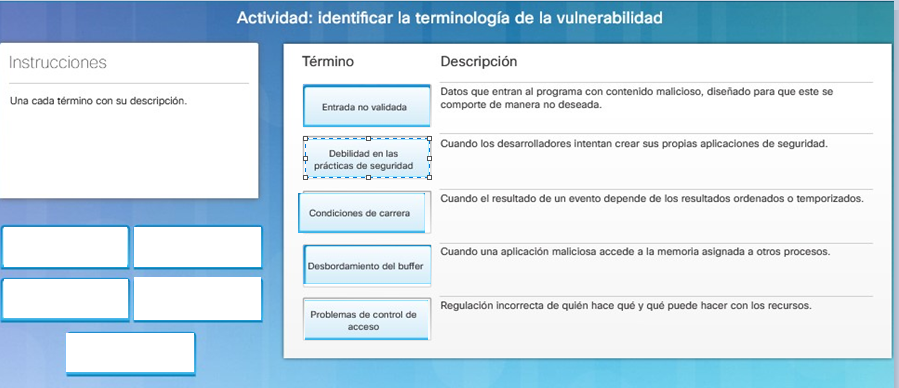 Actividad: identificar la terminología de la vulnerabilidad
Instrucciones
Una cada término con su descripción.
Término
Descripción
Entrada no validada
Datos que entran al programa con contenido malicioso, diseñado para que este se
comporte de manera no deseada.
Debilidad en las
prácticas de seguridad
Cuando los desarrolladores intentan crear sus propias aplicaciones de seguridad.
Condiciones de carrera
Cuando el resultado de un evento depende de los resultados ordenados o temporizados.
Desbordamiento del buffer
Cuando una aplicación maliciosa accede a la memoria asignada a otros procesos.
Problemas de control de
acceso
Regulación incorrecta de quién hace qué y qué puede hacer con los recursos.